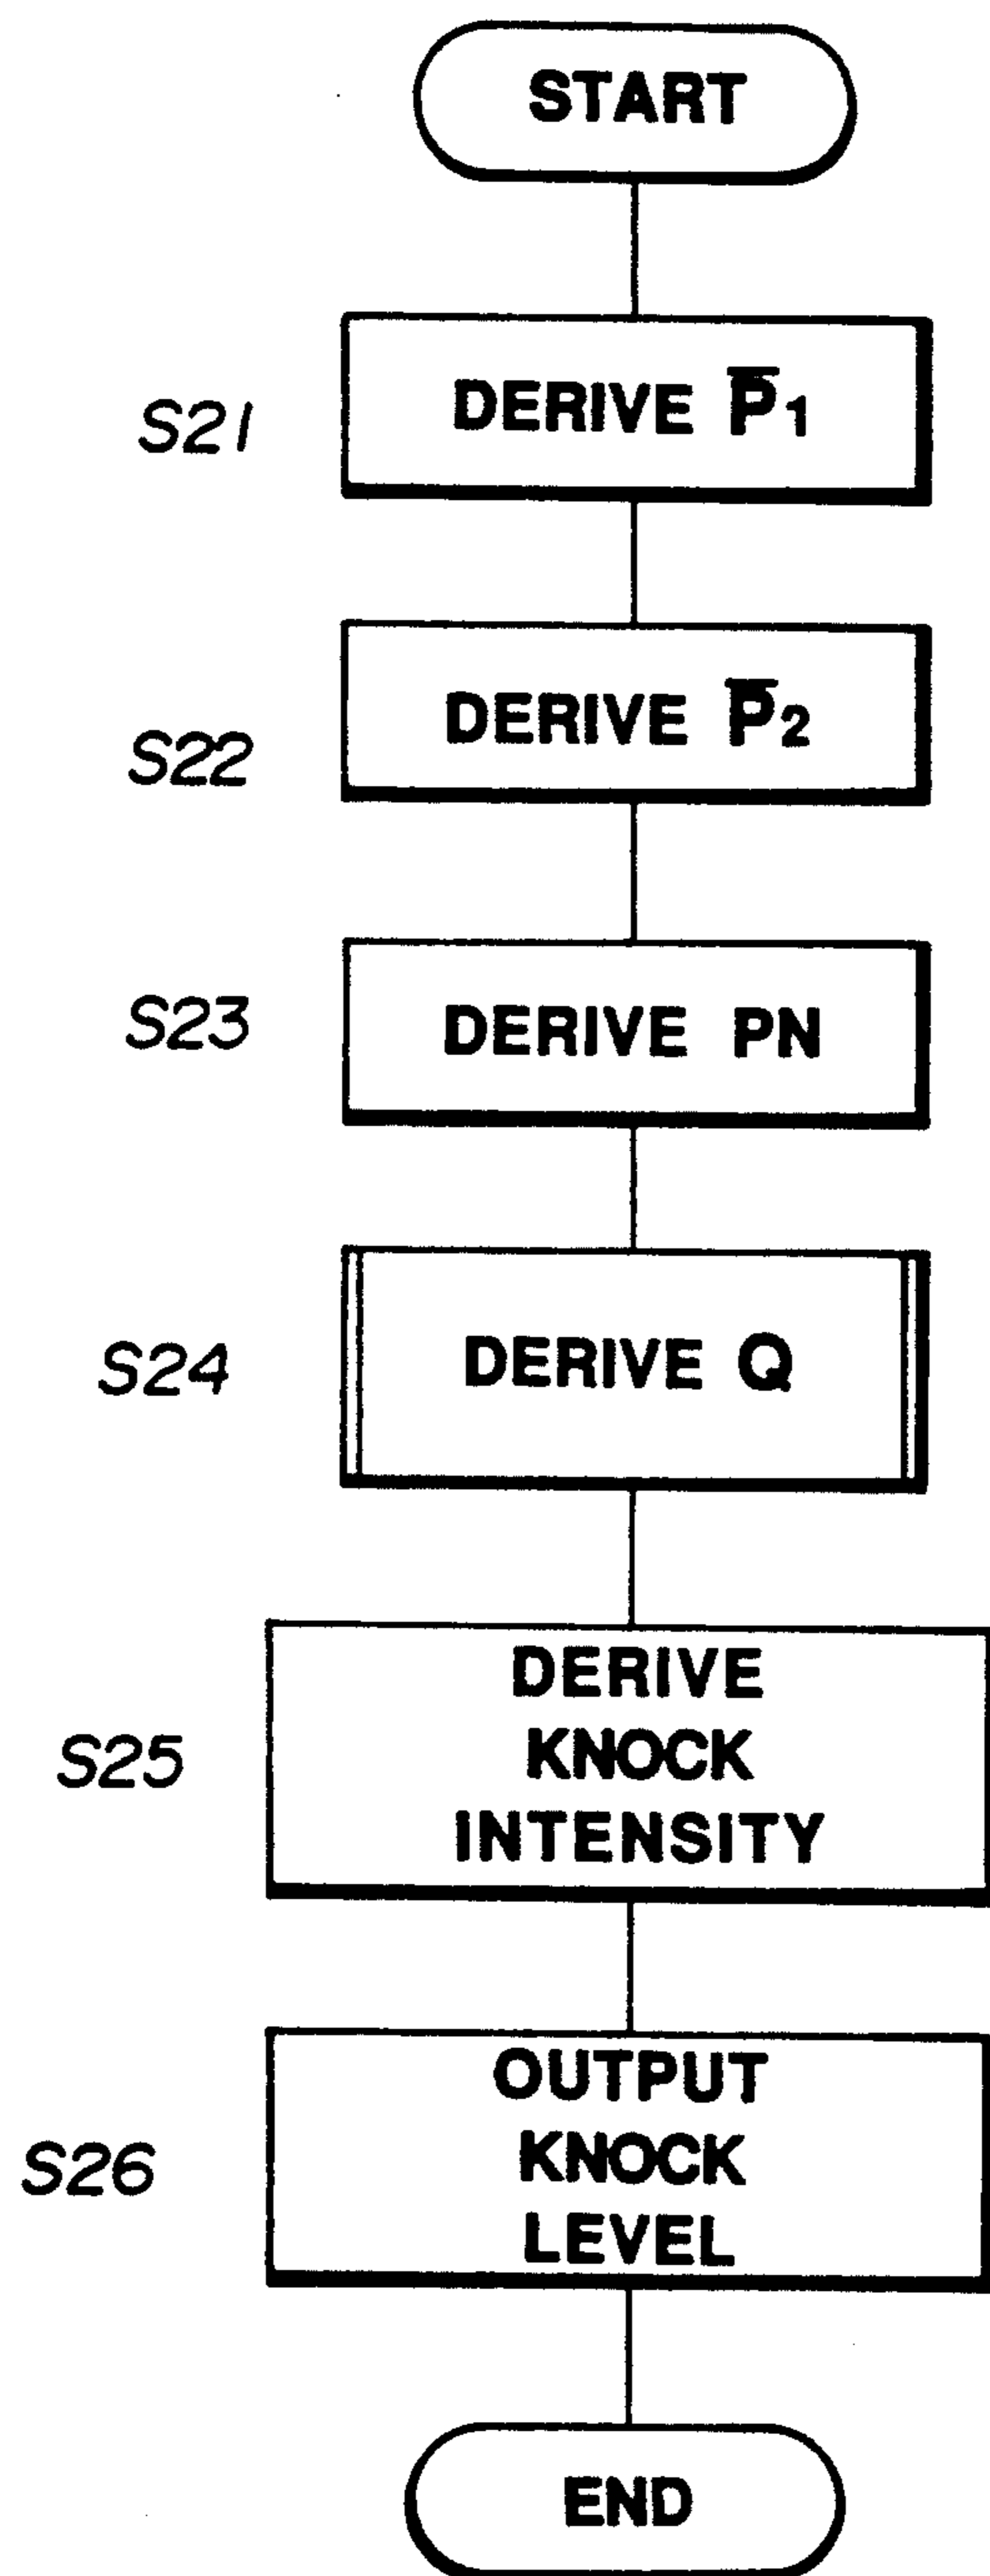 START
S21
DERIVE P̅1
S22
DERIVE P̅2
S23
DERIVE PN
S24
DERIVE Q
S25
DERIVE
KNOCK
INTENSITY
S26
OUTPUT
KNOCK
LEVEL
END